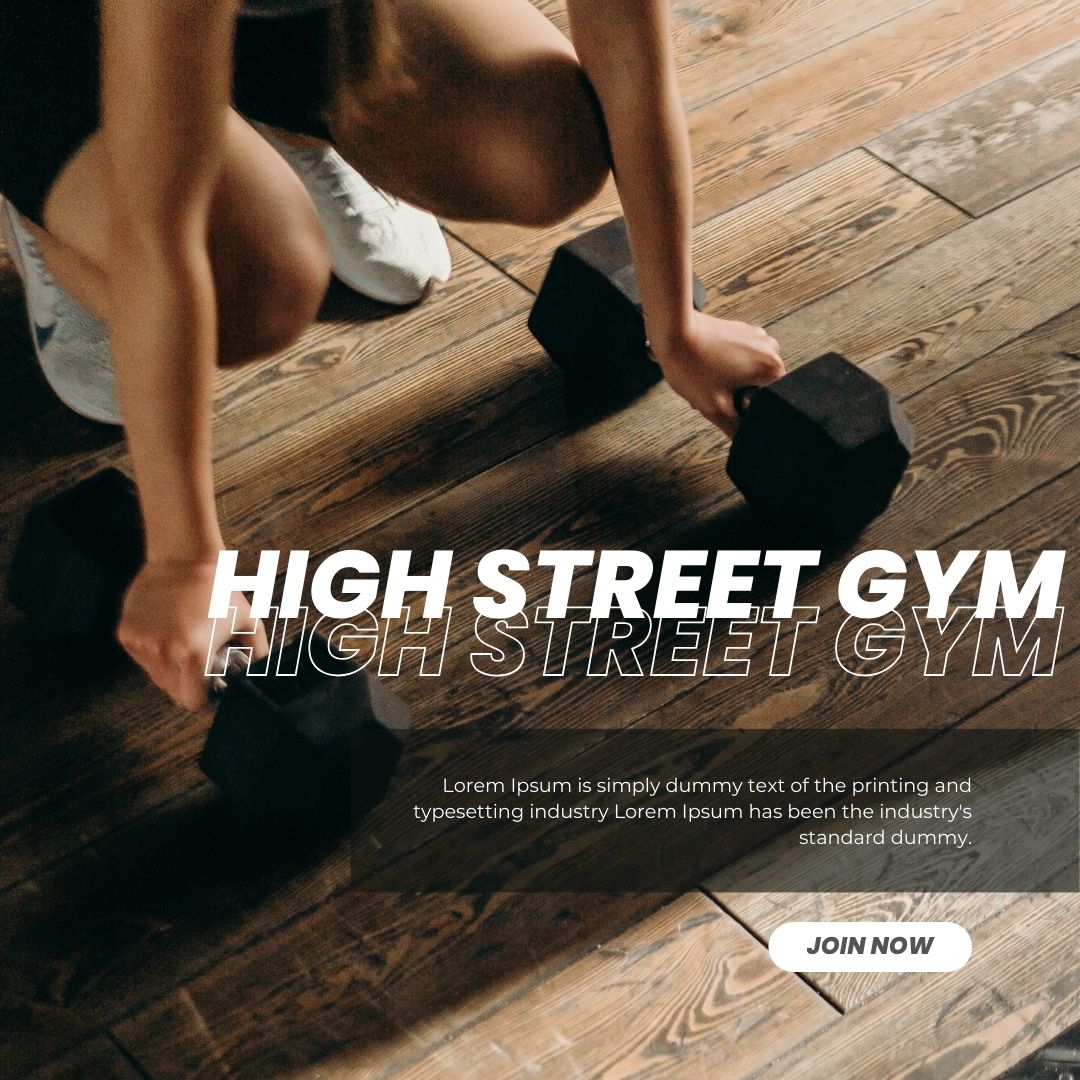 HIGH STREET GYM
HIGH STREET GYM
Lorem Ipsum is simply dummy text of the printing and
typesetting industry Lorem Ipsum has been the industry's
standard dummy.
JOIN NOW